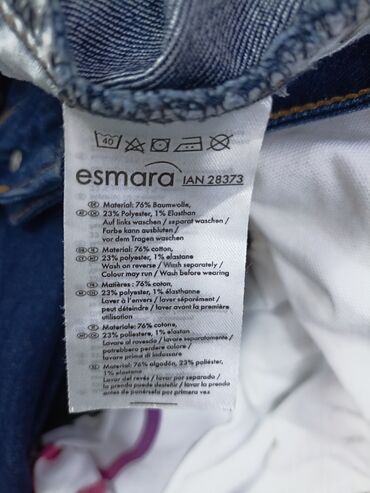 40
esmara IAN 28373
Material: 76% Baumwolle,
23% Polyester, 1% Elasthan
Auf links waschen / separat waschen /
Farbe kann ausbluten /
vor dem Tragen waschen
Material: 76% cotton,
23% polyester, 1% elastane
Wash on reverse / Wash separately /
Colour may run / Wash before wearing
Matières: 76% coton,
23% polyester, 1% élasthanne
Laver à l'envers / laver séparément /
peut déteindre / laver avant la première
utilisation
Materiale: 76% cotone,
23% poliestere, 1% elastan
Lavare al rovescio / lavare separatamente /
potrebbero perdere colore /
lavare prima di indossare
Material: 76% algodón, 23% poliéster,
1% elastano
Lavar del revés / lavar por separado /
la prenda puede desteñir / lavar antes
antes de ponérsela por primera vez